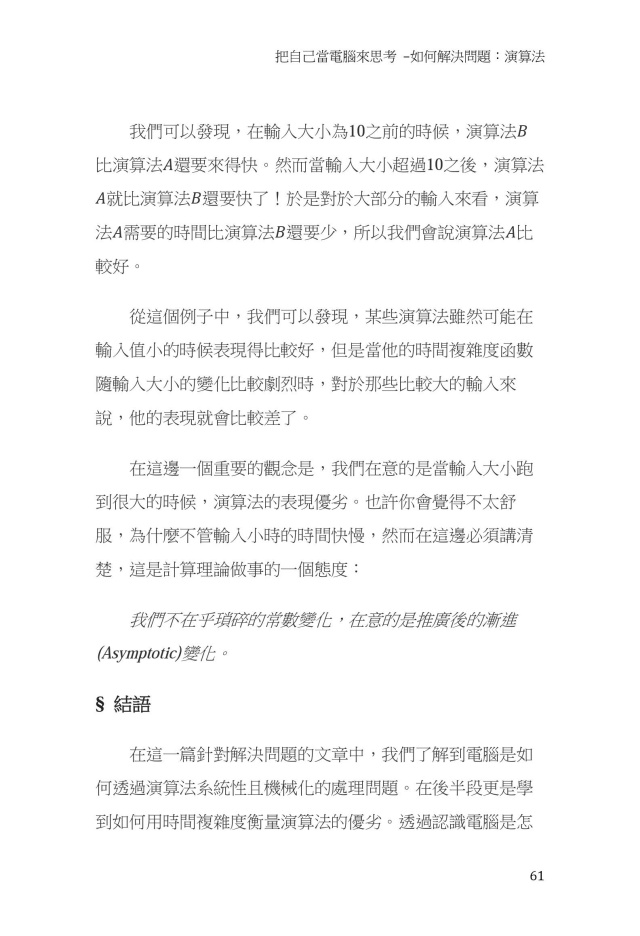 把自己當電腦來思考 –如何解決問題：演算法
我們可以發現，在輸入大小為10之前的時候，演算法B
比演算法A還要來得快。然而當輸入大小超過10之後，演算法
A就比演算法B還要快了！於是對於大部分的輸入來看，演算
法A需要的時間比演算法B還要少，所以我們會說演算法A比
較好。
從這個例子中，我們可以發現，某些演算法雖然可能在
輸入值小的時候表現得比較好，但是當他的時間複雜度函數
隨輸入大小的變化比較劇烈時，對於那些比較大的輸入來
說，他的表現就會比較差了。
在這邊一個重要的觀念是，我們在意的是當輸入大小跑
到很大的時候，演算法的表現優劣。也許你會覺得不太舒
服，為什麼不管輸入小時的時間快慢，然而在這邊必須講清
楚，這是計算理論做事的一個態度：
我們不在乎瑣碎的常數變化，在意的是推廣後的漸進
(Asymptotic)變化。
§ 結語
在這一篇針對解決問題的文章中，我們了解到電腦是如
何透過演算法系統性且機械化的處理問題。在後半段更是學
到如何用時間複雜度衡量演算法的優劣。透過認識電腦是怎
61